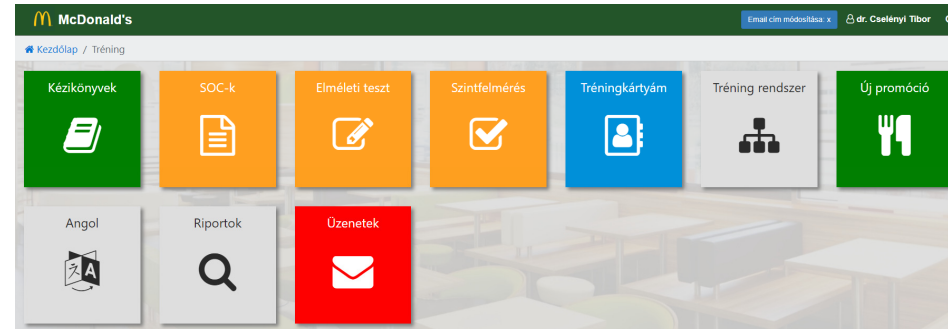 McDonald's
Email cím módosítása: x
dr. Cselényi Tibor
Kezdőlap / Tréning
Kézikönyvek
SOC-k
Elméleti teszt
Szintfelmérés
Tréningkártyám
Tréning rendszer
Új promóció
Angol
Riportok
Üzenetek
A